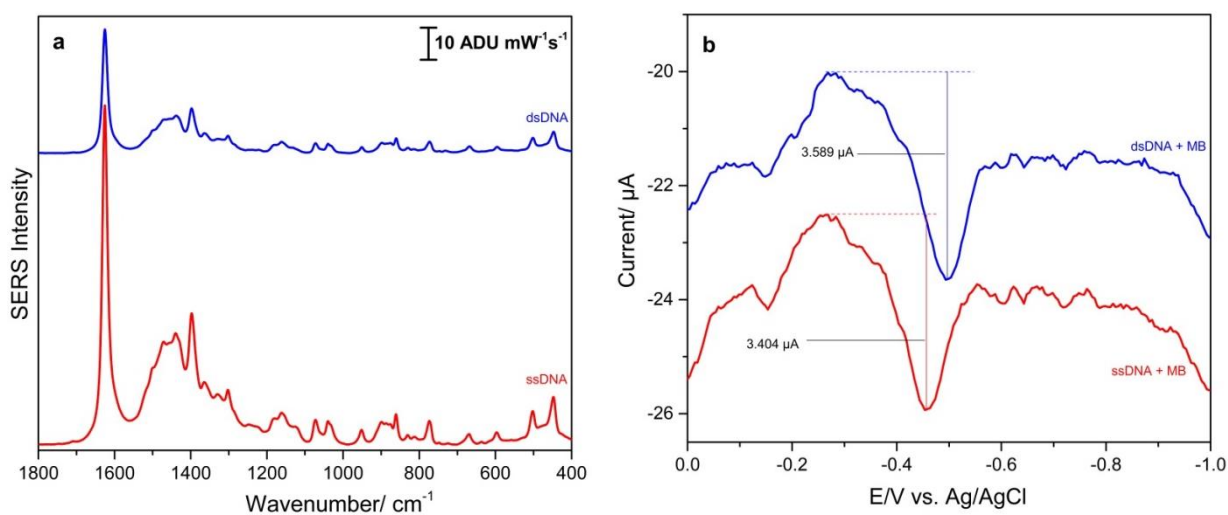 a
10 ADU mW⁻¹s⁻¹
dsDNA
ssDNA
SERS Intensity
1800 1600 1400 1200 1000 800 600 400
Wavenumber/ cm⁻¹
b
-20
-22
-24
-26
Current/ µA
3.589 µA
dsDNA + MB
3.404 µA
ssDNA + MB
0.0 -0.2 -0.4 -0.6 -0.8 -1.0
E/V vs. Ag/AgCl